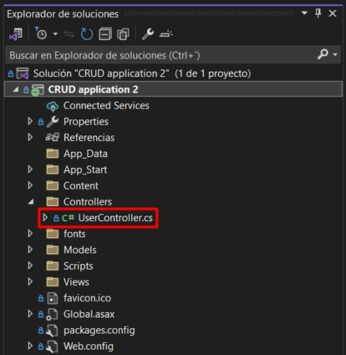 Explorador de soluciones
Buscar en Explorador de soluciones (Ctrl+´)
Solución "CRUD application 2" (1 de 1 proyecto)
CRUD application 2
Connected Services
Properties
Referencias
App_Data
App_Start
Content
Controllers
C# UserController.cs
fonts
Models
Scripts
Views
favicon.ico
Global.asax
packages.config
Web.config